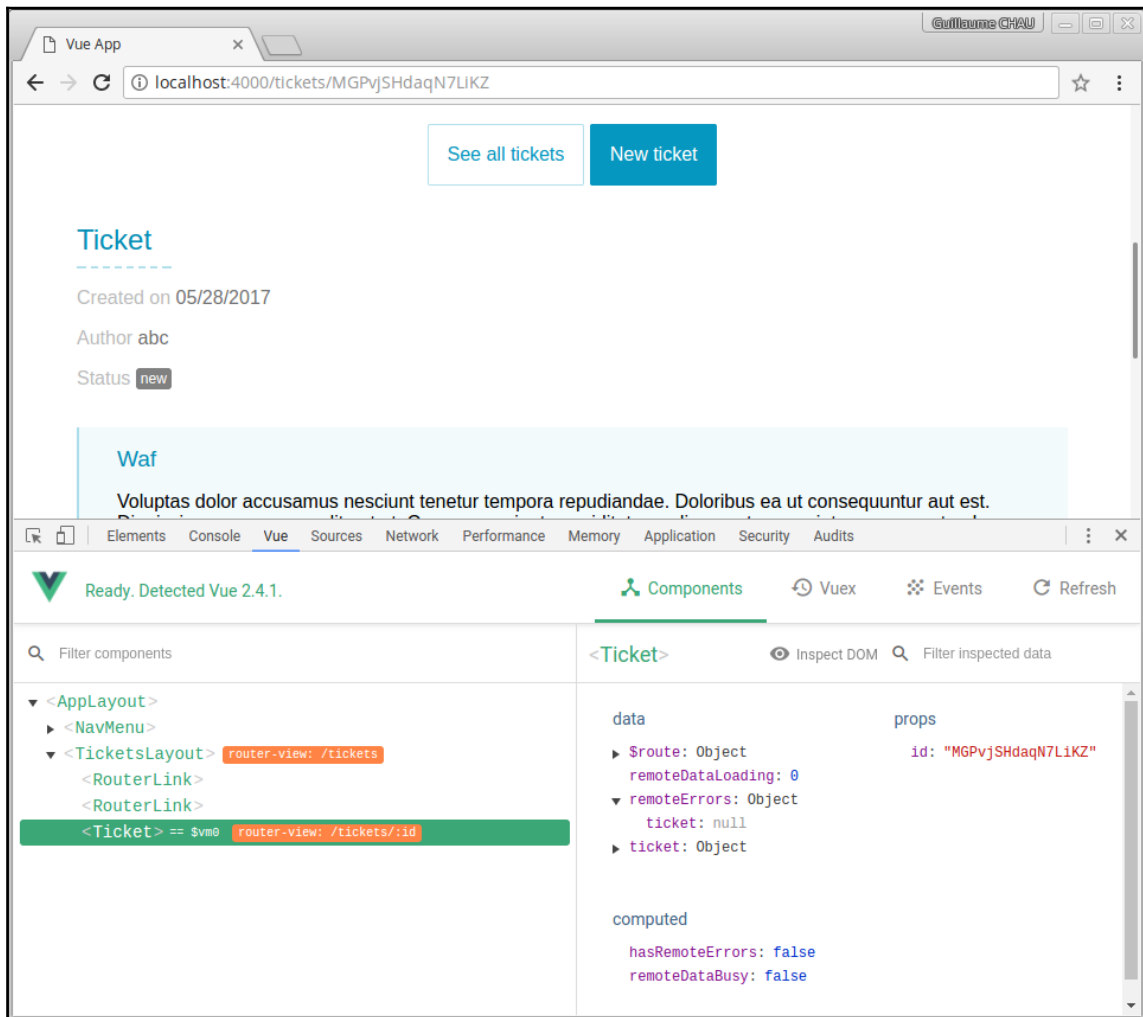 Guillaume CHAU
Vue App
localhost:4000/tickets/MGPvjSHdaqN7LiKZ
See all tickets New ticket
Ticket
Created on 05/28/2017
Author abc
Status new
Waf
Voluptas dolor accusamus nesciunt tenetur tempora repudiandae. Doloribus ea ut consequuntur aut est.
Elements Console Vue Sources Network Performance Memory Application Security Audits
Ready. Detected Vue 2.4.1. Components Vuex Events Refresh
Filter components <Ticket> Inspect DOM Filter inspected data
<AppLayout>
<NavMenu>
<TicketsLayout> router-view: /tickets
<RouterLink>
<RouterLink>
<Ticket> == $vm0 router-view: /tickets/:id
data props
$route: Object id: "MGPvjSHdaqN7LiKZ"
remoteDataLoading: 0
remoteErrors: Object
ticket: null
ticket: Object
computed
hasRemoteErrors: false
remoteDataBusy: false